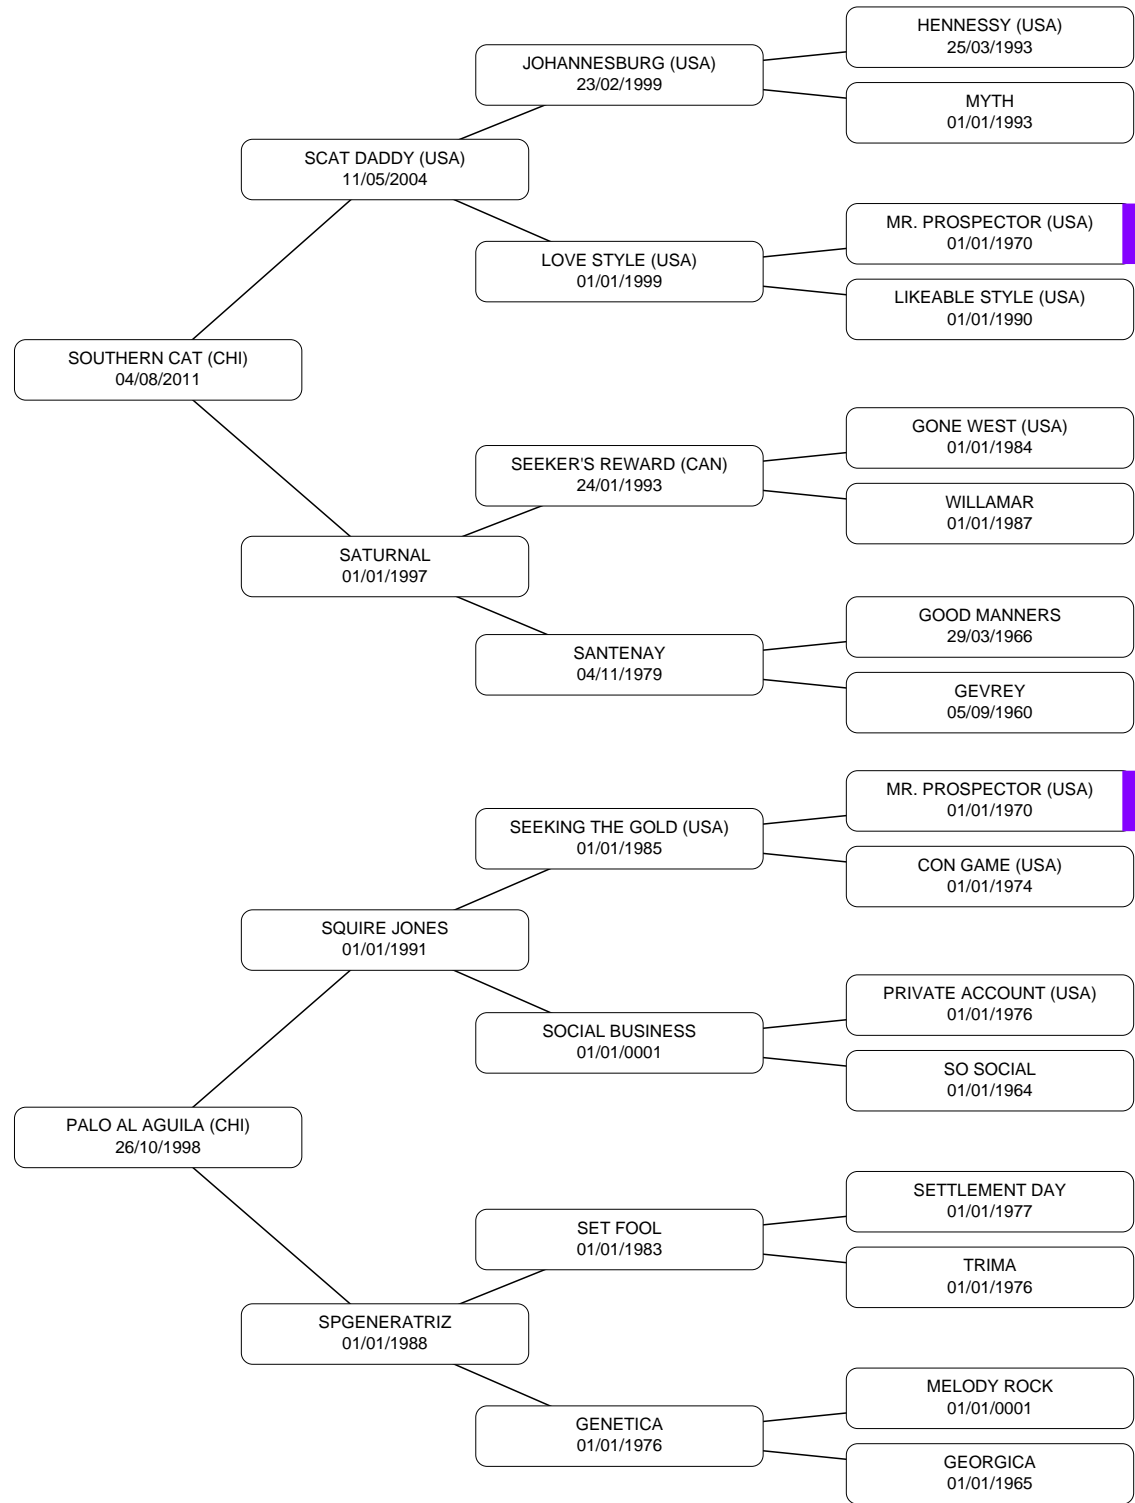 HENNESSY (USA)
25/03/1993
JOHANNESBURG (USA)
23/02/1999
MYTH
01/01/1993
SCAT DADDY (USA)
11/05/2004
MR. PROSPECTOR (USA)
01/01/1970
LOVE STYLE (USA)
01/01/1999
LIKEABLE STYLE (USA)
01/01/1990
SOUTHERN CAT (CHI)
04/08/2011
GONE WEST (USA)
01/01/1984
SEEKER'S REWARD (CAN)
24/01/1993
WILLAMAR
01/01/1987
SATURNAL
01/01/1997
GOOD MANNERS
29/03/1966
SANTENAY
04/11/1979
GEVREY
05/09/1960
MR. PROSPECTOR (USA)
01/01/1970
SEEKING THE GOLD (USA)
01/01/1985
CON GAME (USA)
01/01/1974
SQUIRE JONES
01/01/1991
PRIVATE ACCOUNT (USA)
01/01/1976
SOCIAL BUSINESS
01/01/0001
SO SOCIAL
01/01/1964
PALO AL AGUILA (CHI)
26/10/1998
SETTLEMENT DAY
01/01/1977
SET FOOL
01/01/1983
TRIMA
01/01/1976
SPGENERATRIZ
01/01/1988
MELODY ROCK
01/01/0001
GENETICA
01/01/1976
GEORGICA
01/01/1965